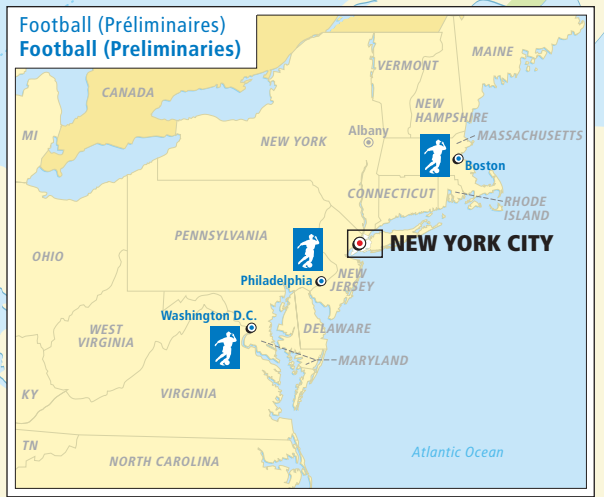 Football (Préliminaires)
Football (Preliminaries)
MAINE
VERMONT
CANADA
NEW
HAMPSHIRE
MI
NEW YORK
Albany
MASSACHUSETTS
Boston
CONNECTICUT
RHODE
ISLAND
PENNSYLVANIA
NEW YORK CITY
OHIO
Philadelphia
NEW
JERSEY
Washington D.C.
WEST
VIRGINIA
DELAWARE
MARYLAND
KY
VIRGINIA
TN
NORTH CAROLINA
Atlantic Ocean